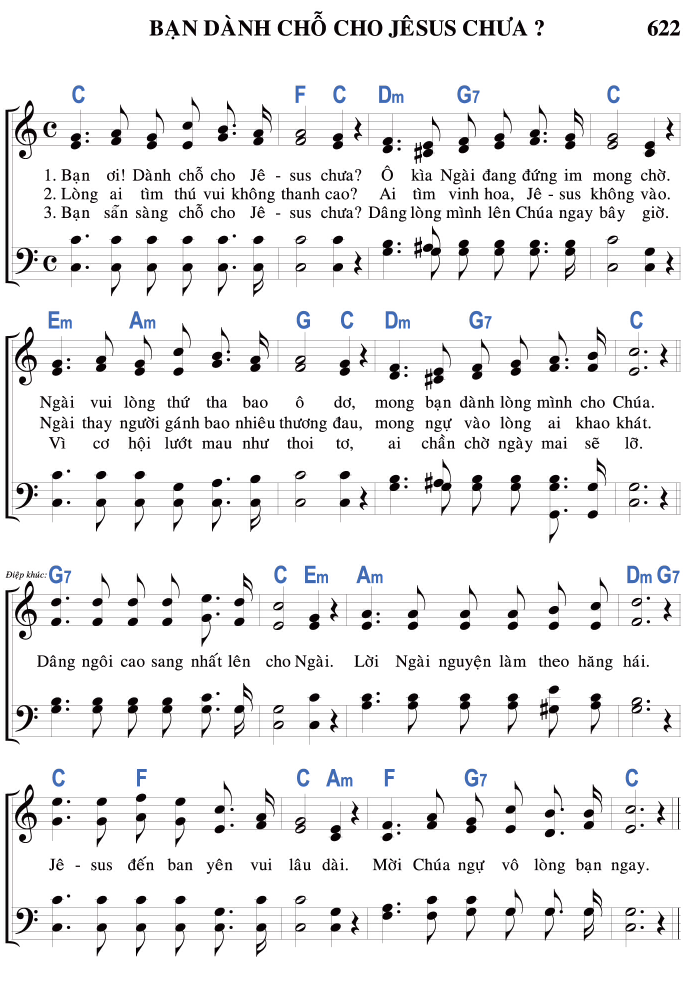 BẠN DÀNH CHỖ CHO JÊSUS CHƯA ? 622
C F C Dm G7 C
1. Bạn ơi! Dành chỗ cho Jê - sus chưa? Ô kìa Ngài đang đứng im mong chờ.
2. Lòng ai tìm thú vui không thanh cao? Ai tìm vinh hoa, Jê - sus không vào.
3. Bạn sẵn sàng chỗ cho Jê - sus chưa? Dâng lòng mình lên Chúa ngay bây giờ.
Em Am G C Dm G7 C
Ngài vui lòng thứ tha bao ô dơ, mong bạn dành lòng mình cho Chúa.
Ngài thay người gánh bao nhiêu thương đau, mong ngự vào lòng ai khao khát.
Vì cơ hội lướt mau như thoi tơ, ai chần chờ ngày mai sẽ lỡ.
Điệp khúc: G7 C Em Am Dm G7
Dâng ngôi cao sang nhất lên cho Ngài. Lời Ngài nguyện làm theo hăng hái.
C F C Am F G7 C
Jê - sus đến ban yên vui lâu dài. Mời Chúa ngự vô lòng bạn ngay.